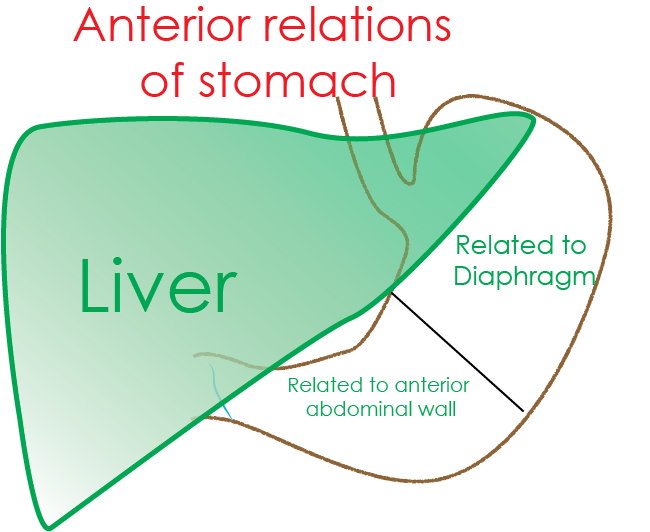 Anterior relations
of stomach
Related to
Diaphragm
Liver
Related to anterior
abdominal wall